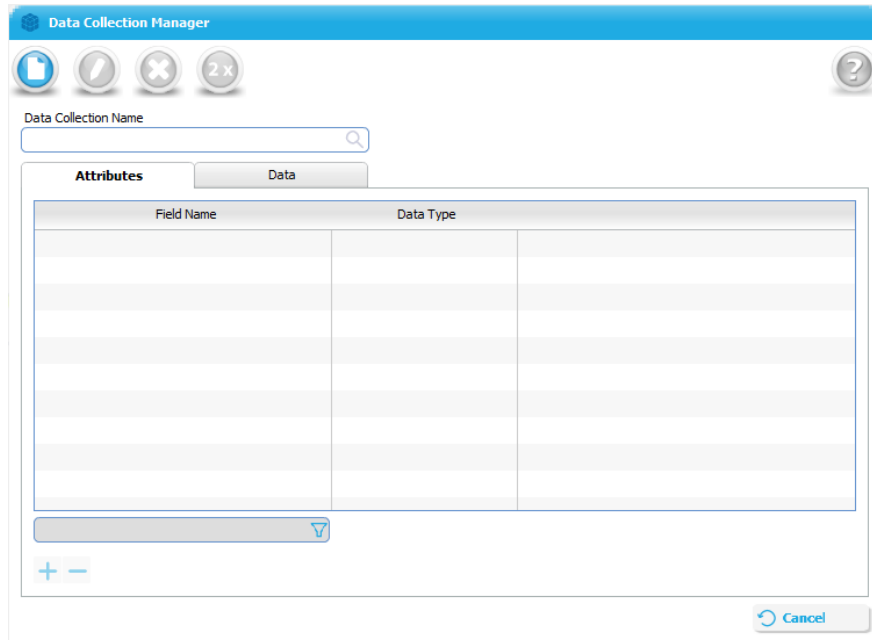 Data Collection Manager
2 x
?
Data Collection Name
Attributes
Data
Field Name
Data Type
Cancel